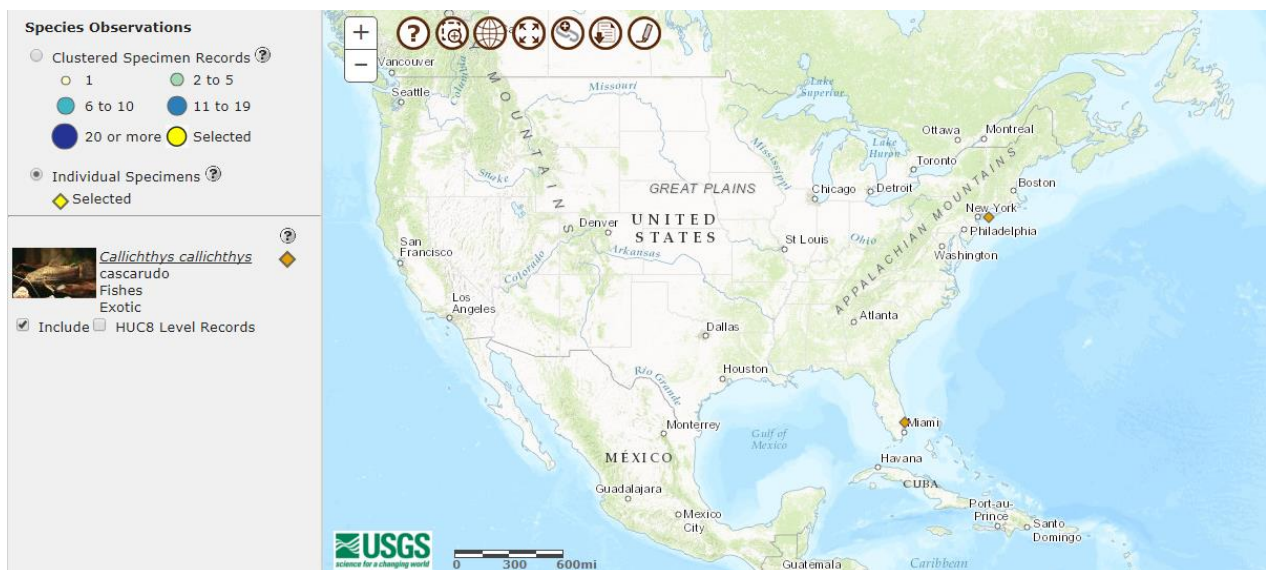 Species Observations
Clustered Specimen Records ?
1
2 to 5
6 to 10
11 to 19
20 or more
Selected
Individual Specimens ?
Selected
?
Callichthys callichthys
cascarudo
Fishes
Exotic
Include
HUC8 Level Records
+
−
?
Vancouver
Seattle
Columbia
MOUNTAINS
Missouri
Lake
Superior
Ottawa
Montreal
Lake
Huron
Toronto
Mississippi
Snake
GREAT PLAINS
Chicago
Detroit
Boston
APPALACHIAN MOUNTAINS
New York
Philadelphia
Denver
UNITED
STATES
St Louis
Ohio
Washington
San
Francisco
Colorado
Arkansas
Los
Angeles
Dallas
Atlanta
Houston
Rio Grande
Monterrey
Gulf of
Mexico
Miami
MÉXICO
Havana
CUBA
Guadalajara
Mexico
City
Port-au-
Prince
Santo
Domingo
Guatemala
Caribbean
USGS
science for a changing world
0 300 600mi